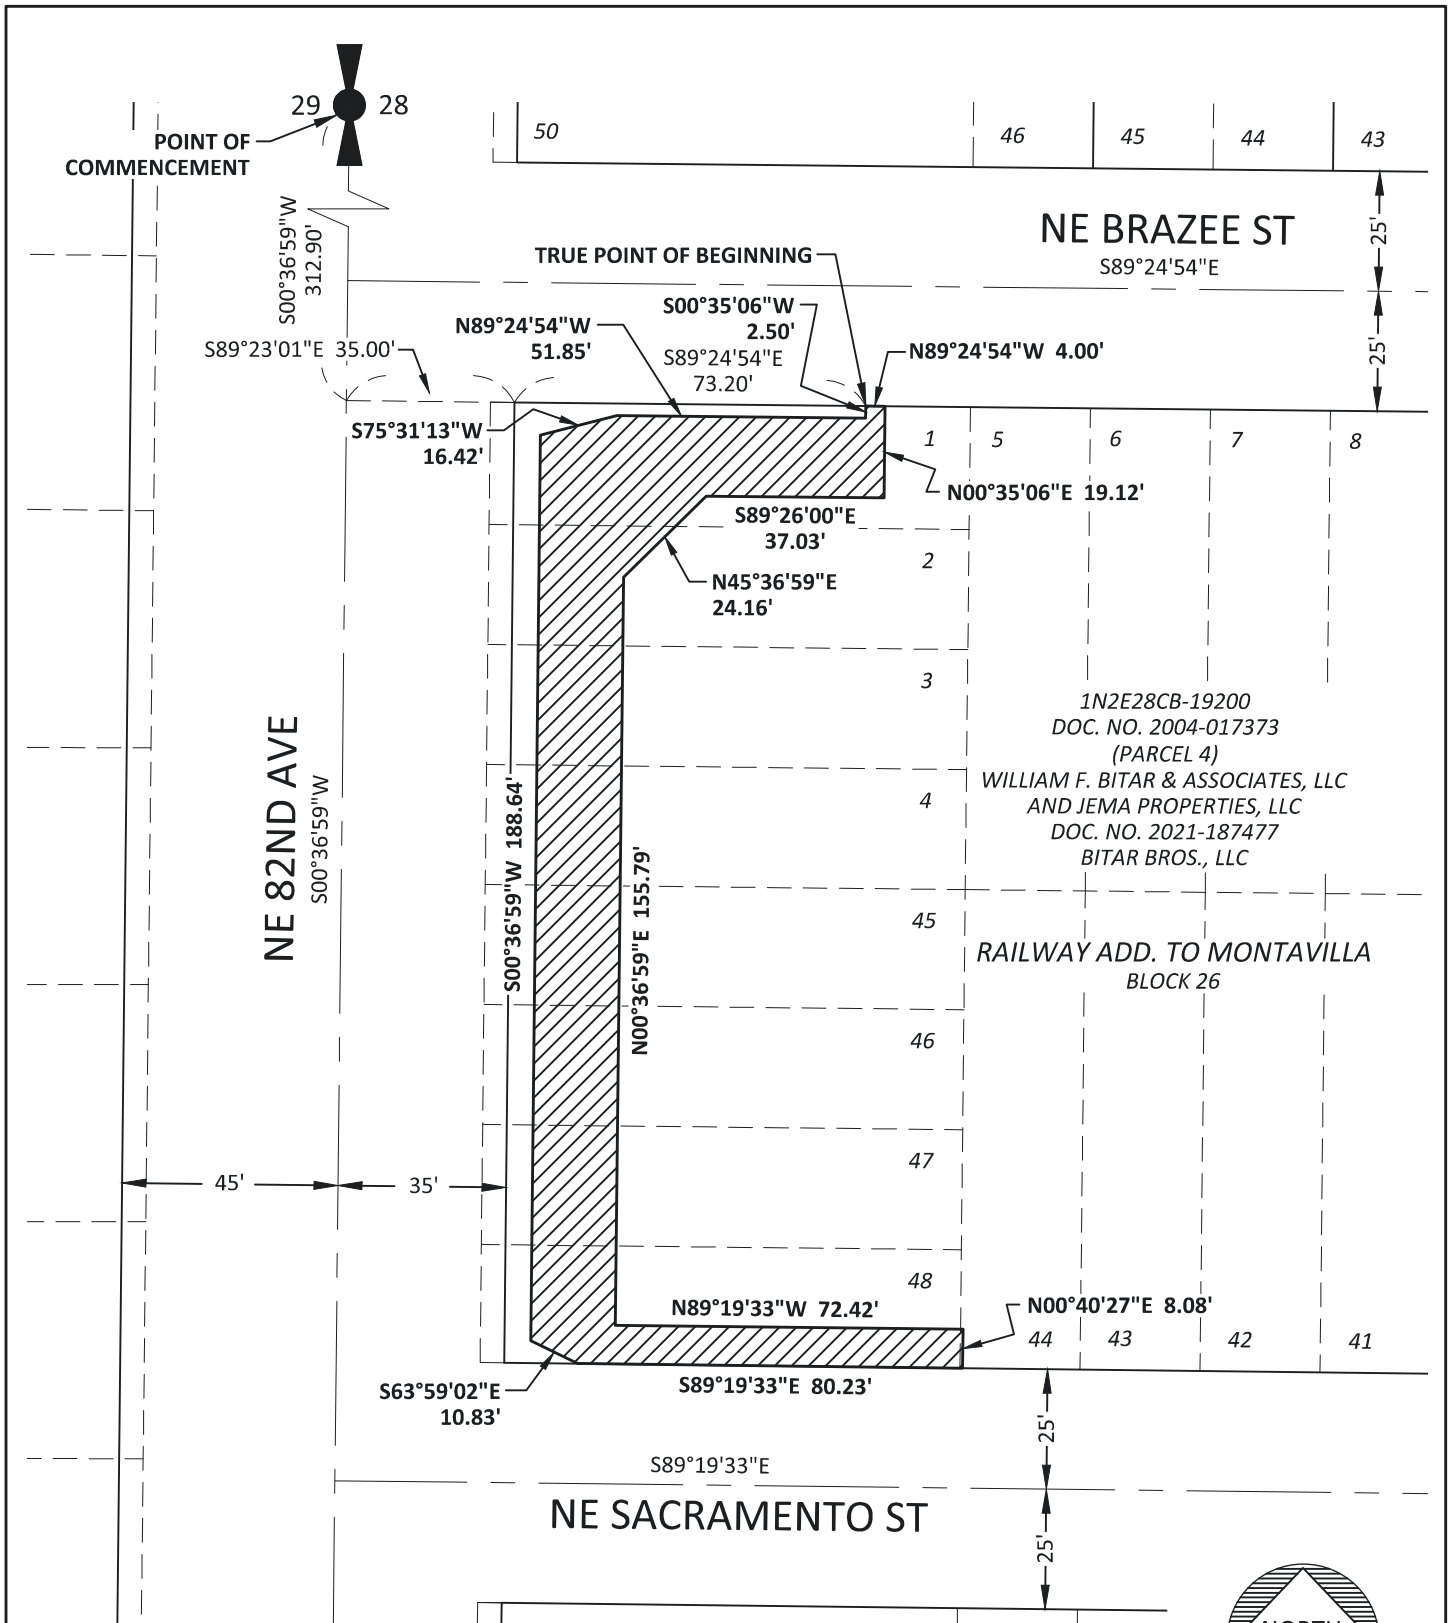 29 28
POINT OF
COMMENCEMENT
50
46
45
44
43
S00°36'59"W
312.90'
NE BRAZEE ST
S89°24'54"E
25'
25'
TRUE POINT OF BEGINNING
S00°35'06"W
2.50'
N89°24'54"W
51.85'
S89°24'54"E
73.20'
N89°24'54"W 4.00'
S89°23'01"E 35.00'
S75°31'13"W
16.42'
1
5
6
7
8
N00°35'06"E 19.12'
S89°26'00"E
37.03'
2
N45°36'59"E
24.16'
3
1N2E28CB-19200
DOC. NO. 2004-017373
(PARCEL 4)
WILLIAM F. BITAR & ASSOCIATES, LLC
AND JEMA PROPERTIES, LLC
DOC. NO. 2021-187477
BITAR BROS., LLC
4
NE 82ND AVE
S00°36'59"W
S00°36'59"W 188.64'
N00°36'59"E 155.79'
45
RAILWAY ADD. TO MONTAVILLA
BLOCK 26
46
47
45'
35'
48
N89°19'33"W 72.42'
N00°40'27"E 8.08'
44
43
42
41
S63°59'02"E
10.83'
S89°19'33"E 80.23'
25'
S89°19'33"E
NE SACRAMENTO ST
25'
NORTH